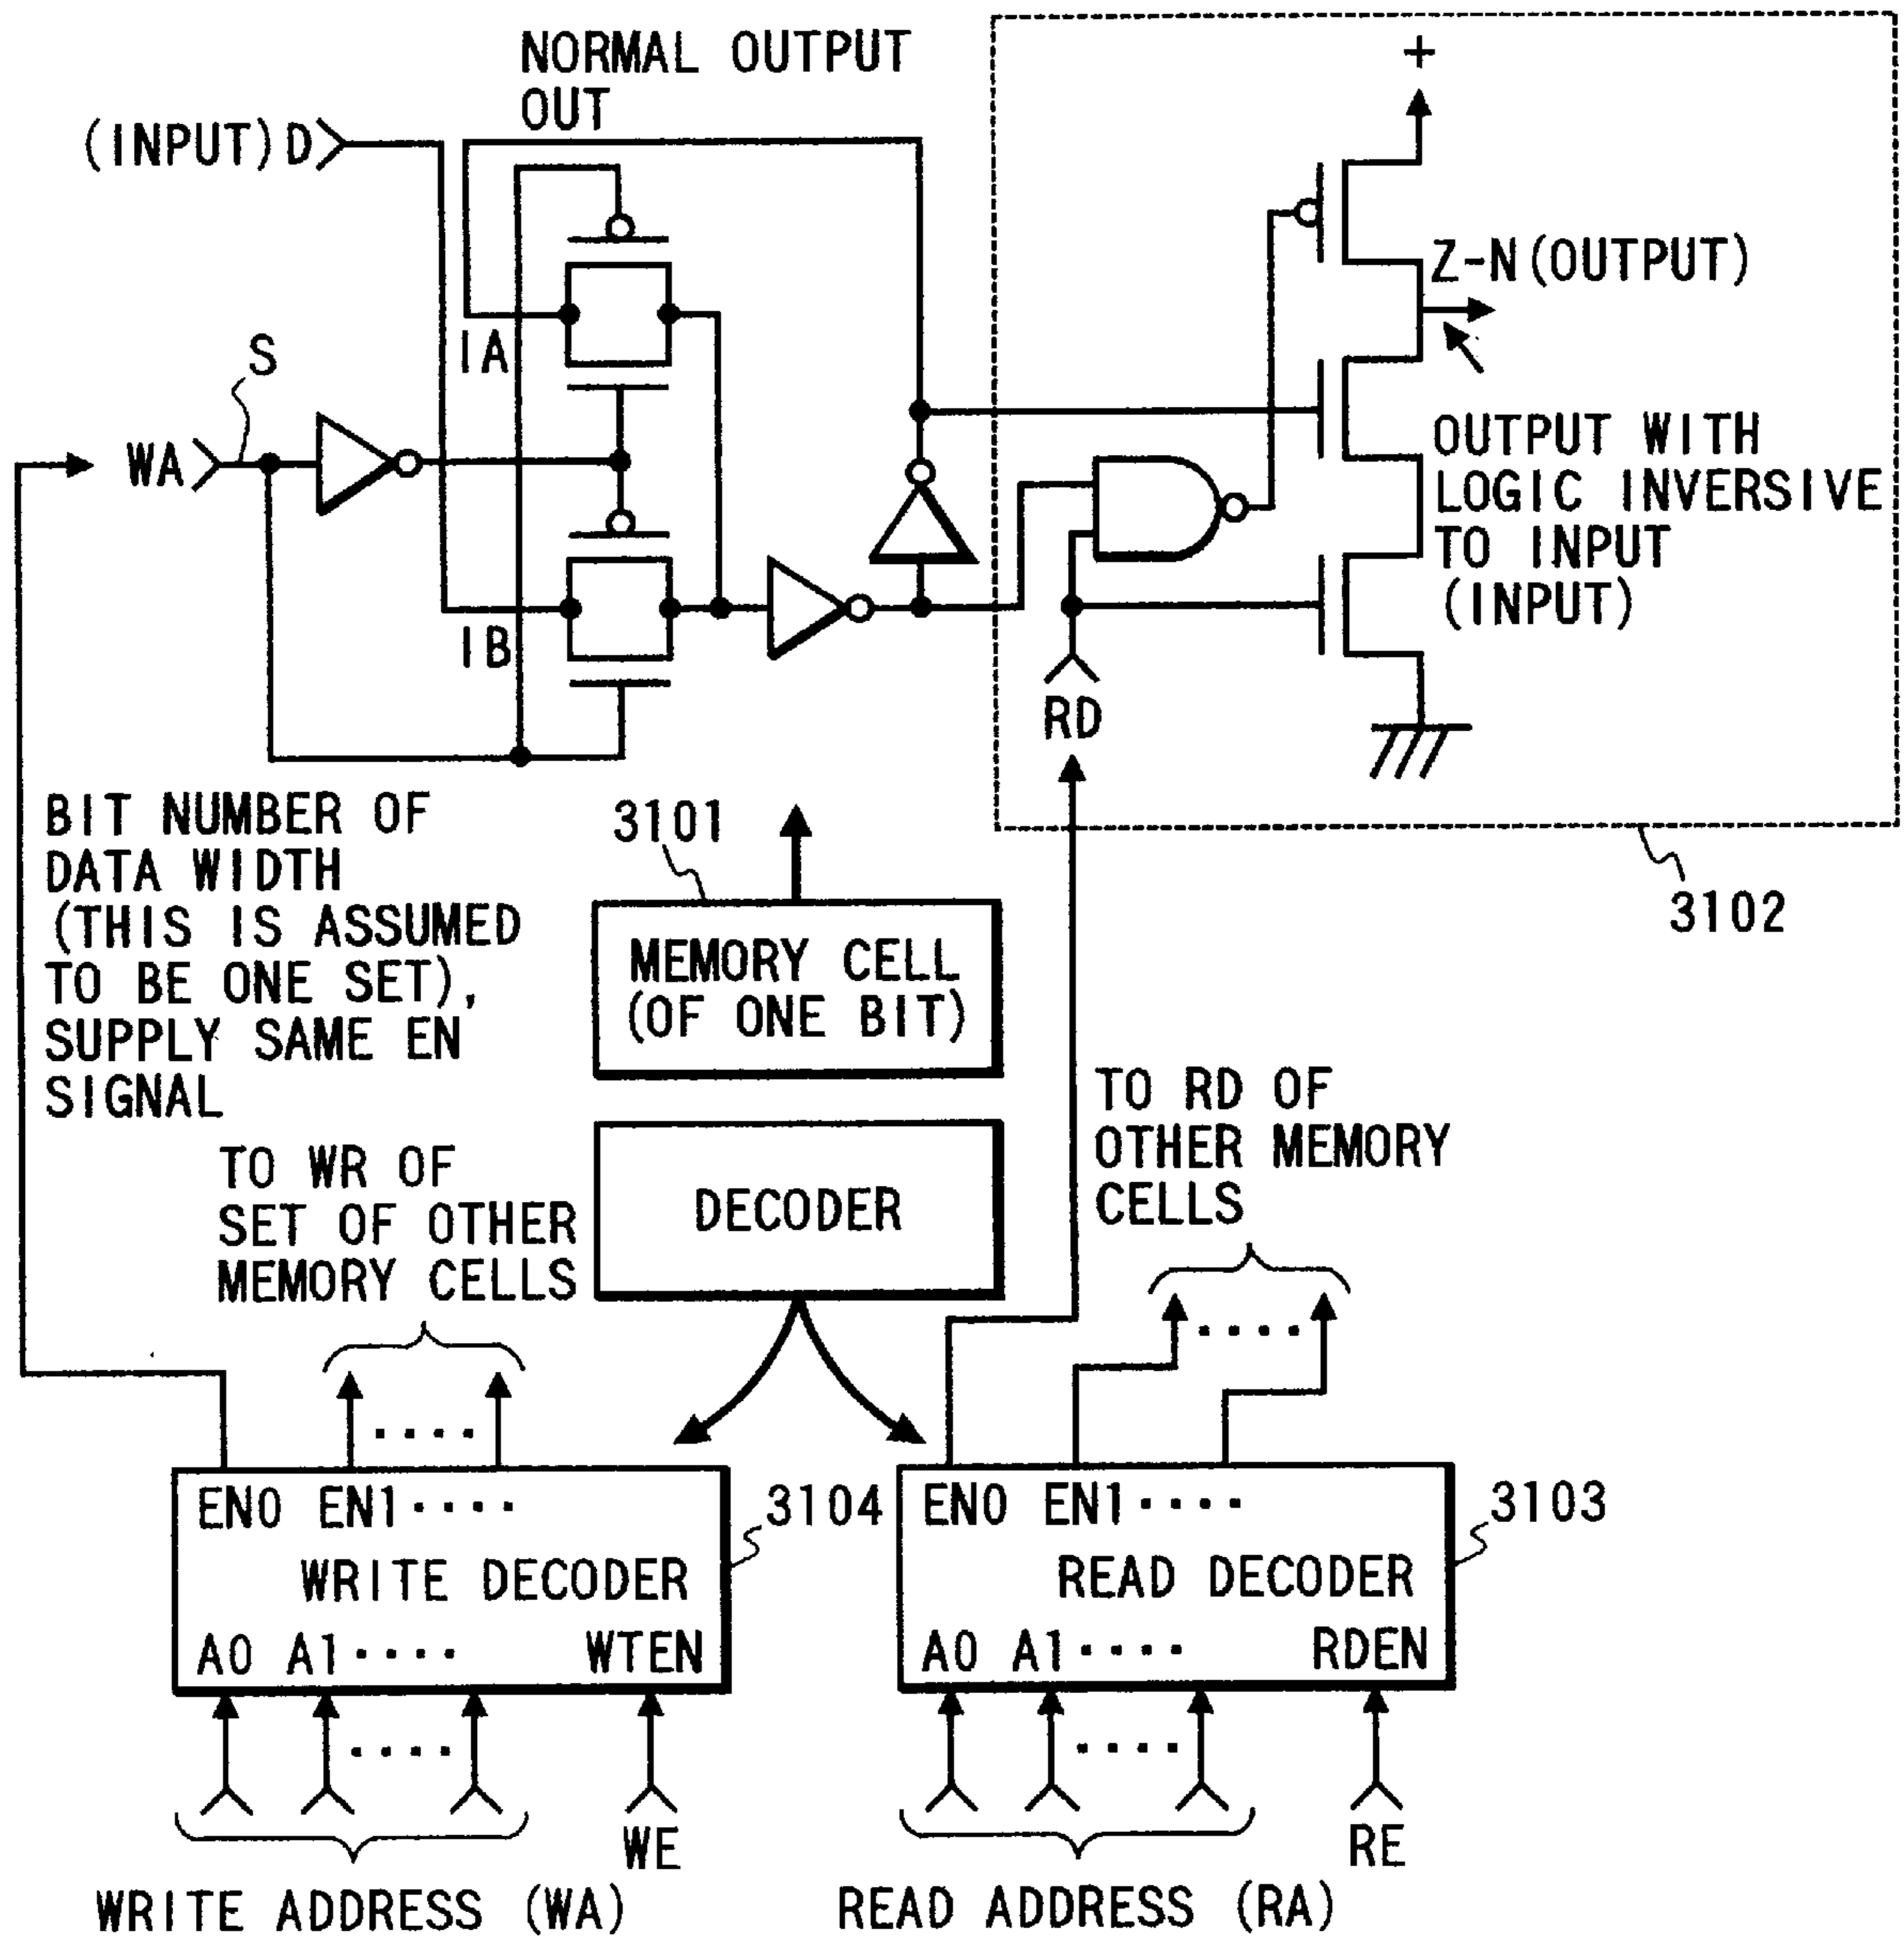 NORMAL OUTPUT
OUT
(INPUT) D
+
Z-N (OUTPUT)
IA
S
WA
OUTPUT WITH
LOGIC INVERSIVE
TO INPUT
(INPUT)
IB
RD
BIT NUMBER OF
DATA WIDTH
(THIS IS ASSUMED
TO BE ONE SET),
SUPPLY SAME EN
SIGNAL
3101
3102
MEMORY CELL
(OF ONE BIT)
TO RD OF
OTHER MEMORY
CELLS
TO WR OF
SET OF OTHER
MEMORY CELLS
DECODER
EN0 EN1 ....
3104
WRITE DECODER
A0 A1 .... WTEN
EN0 EN1 ....
3103
READ DECODER
A0 A1 .... RDEN
WE
RE
WRITE ADDRESS (WA)
READ ADDRESS (RA)